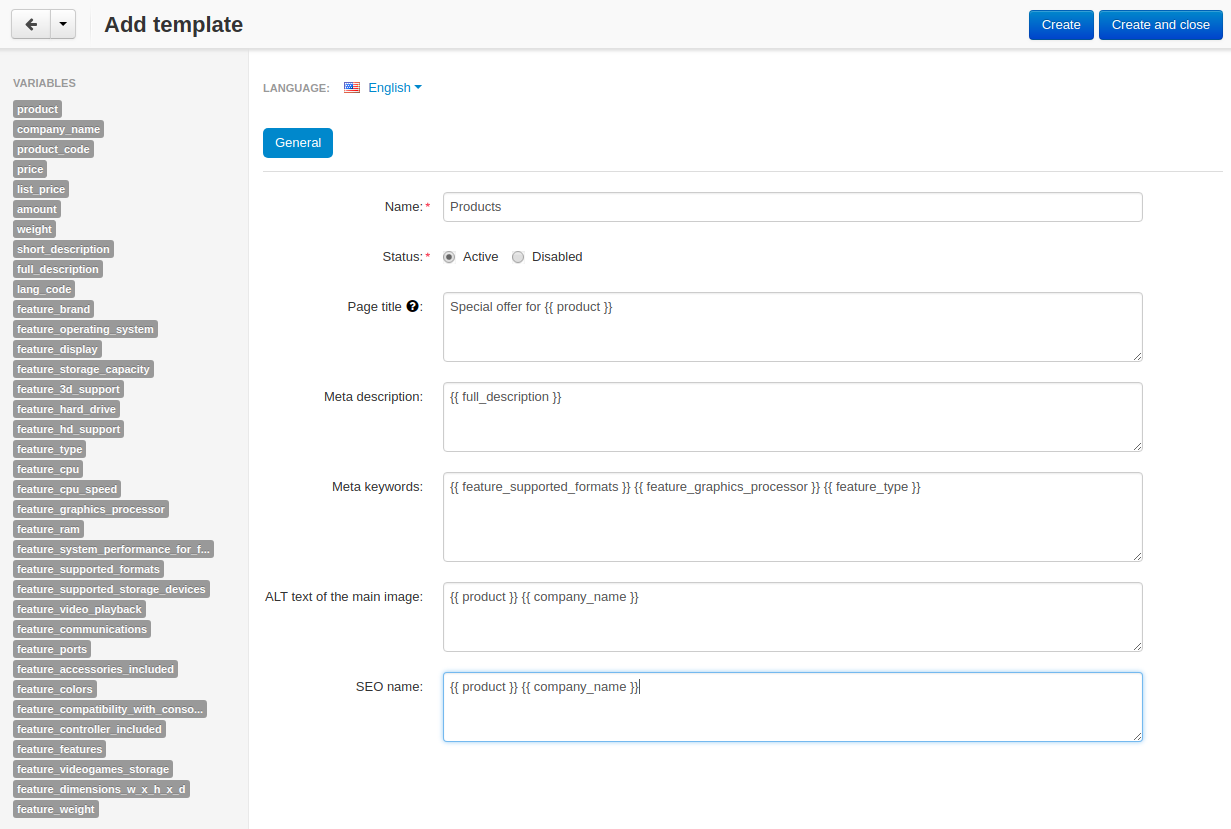 Add template
Create
Create and close
VARIABLES
product
company_name
product_code
price
list_price
amount
weight
short_description
full_description
lang_code
feature_brand
feature_operating_system
feature_display
feature_storage_capacity
feature_3d_support
feature_hard_drive
feature_hd_support
feature_type
feature_cpu
feature_cpu_speed
feature_graphics_processor
feature_ram
feature_system_performance_for_f...
feature_supported_formats
feature_supported_storage_devices
feature_video_playback
feature_communications
feature_ports
feature_accessories_included
feature_colors
feature_compatibility_with_conso...
feature_controller_included
feature_features
feature_videogames_storage
feature_dimensions_w_x_h_x_d
feature_weight
LANGUAGE: English
General
Name:* Products
Status:* Active Disabled
Page title ?: Special offer for {{ product }}
Meta description: {{ full_description }}
Meta keywords: {{ feature_supported_formats }} {{ feature_graphics_processor }} {{ feature_type }}
ALT text of the main image: {{ product }} {{ company_name }}
SEO name: {{ product }} {{ company_name }}